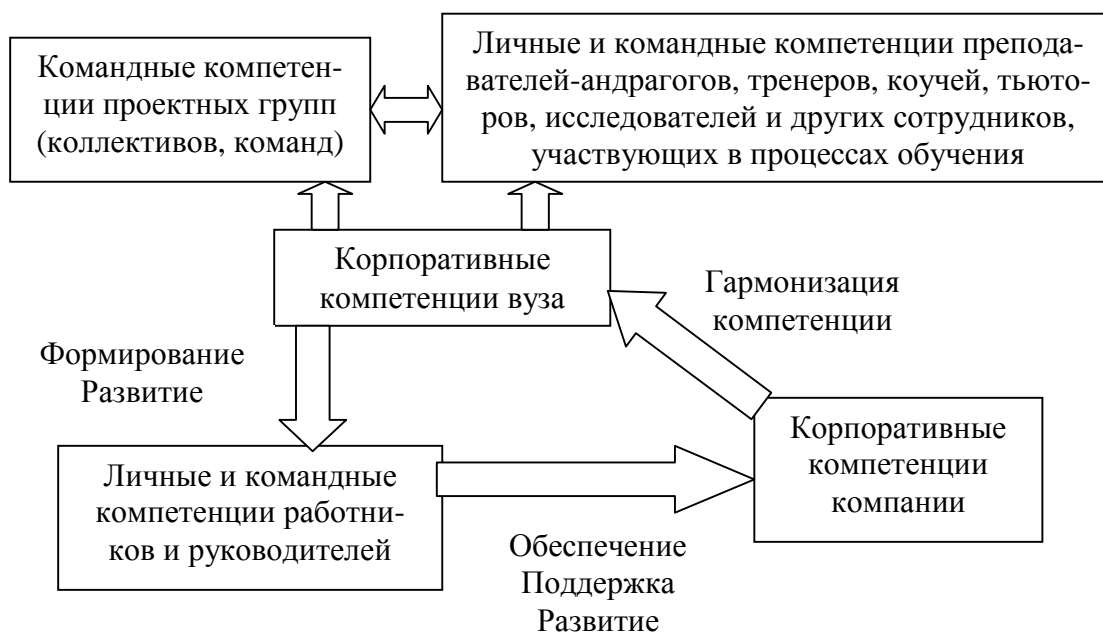 Командные компетен-
ции проектных групп
(коллективов, команд)
Личные и командные компетенции препода-
вателей-андрагогов, тренеров, коучей, тьюто-
ров, исследователей и других сотрудников,
участвующих в процессах обучения
Корпоративные
компетенции вуза
Гармонизация
компетенции
Формирование
Развитие
Личные и командные
компетенции работни-
ков и руководителей
Корпоративные
компетенции
компании
Обеспечение
Поддержка
Развитие